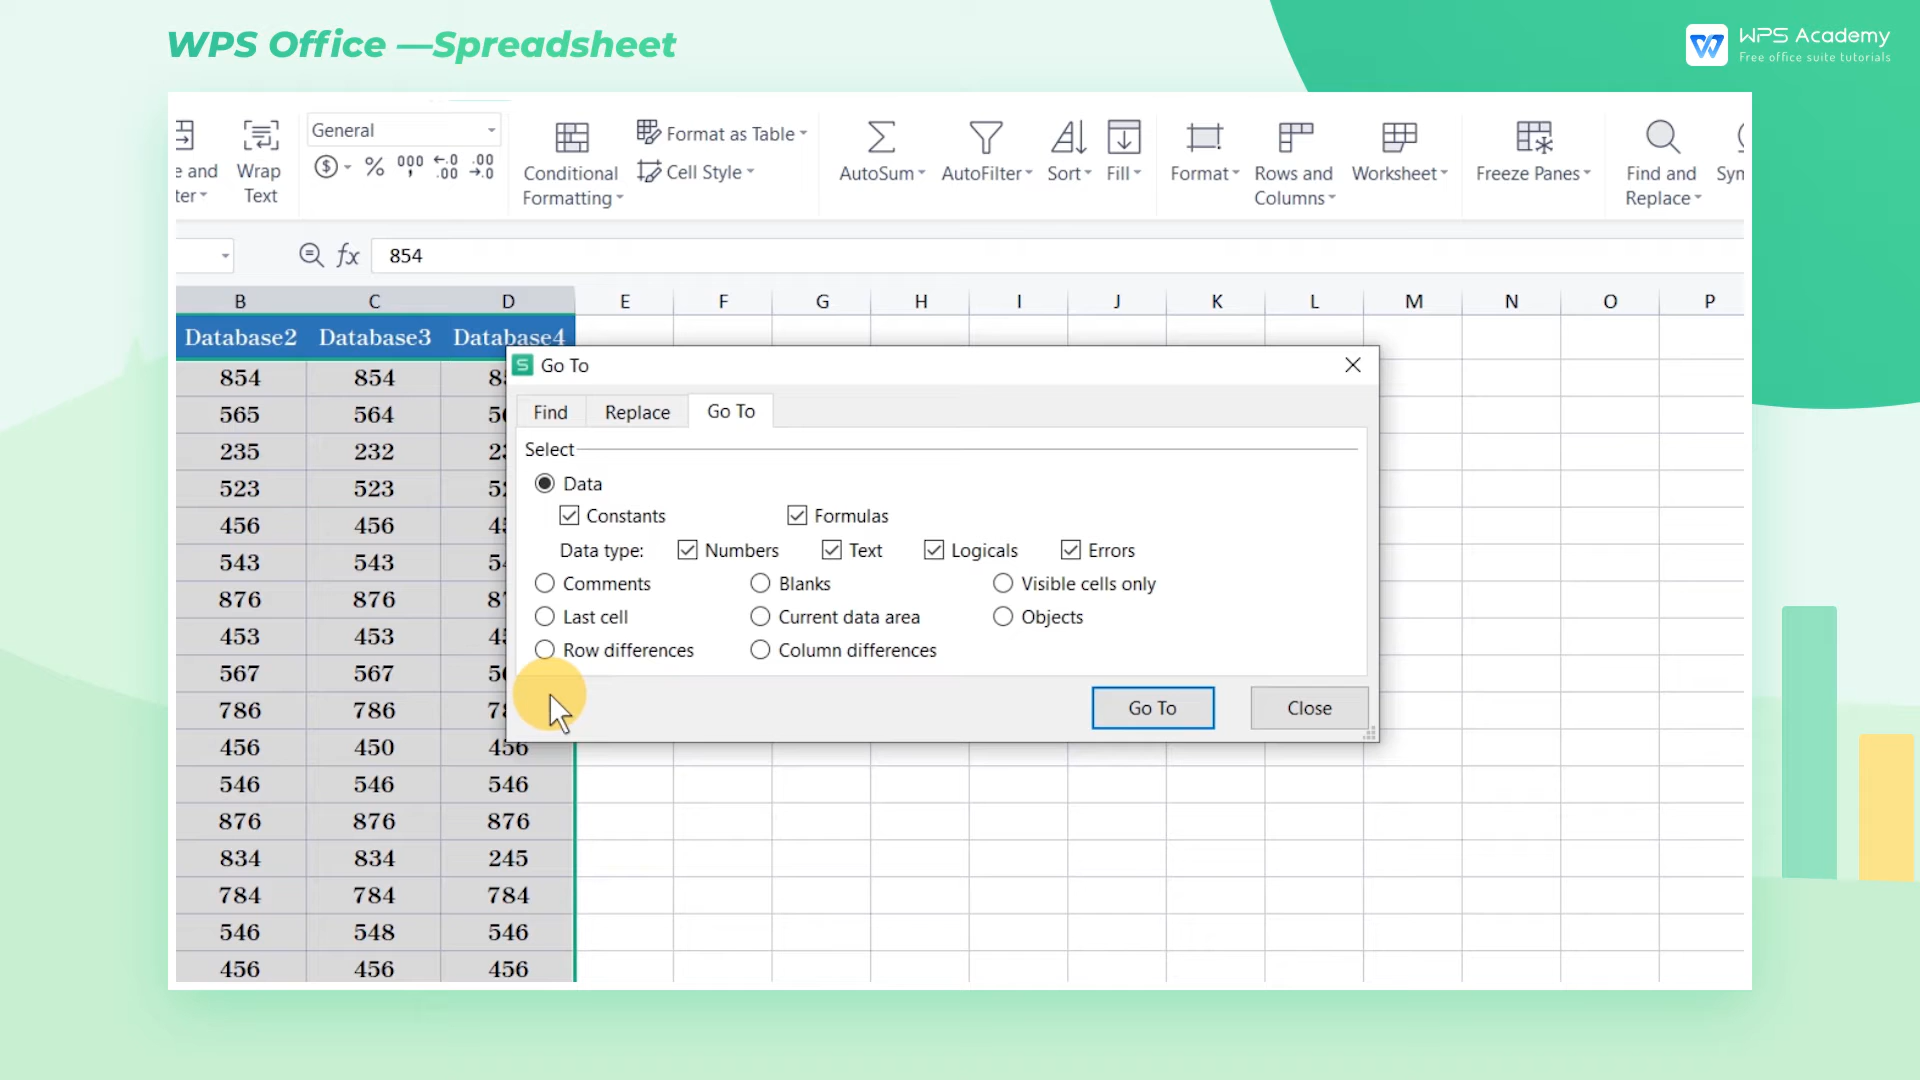 WPS Office —Spreadsheet
WPS Academy
Free office suite tutorials
General
Format as Table
e and
ter
Wrap
Text
000
.00
.00
Conditional
Formatting
Cell Style
AutoSum
AutoFilter
Sort
Fill
Format
Rows and
Columns
Worksheet
Freeze Panes
Find and
Replace
Syn
fx 854
B C D E F G H I J K L M N O P
Database2 Database3 Database4
Go To
Find Replace Go To
Select
Data
Constants Formulas
Data type: Numbers Text Logicals Errors
Comments Blanks Visible cells only
Last cell Current data area Objects
Row differences Column differences
Go To Close
854 854 8
565 564 5
235 232 2
523 523 5
456 456 4
543 543 5
876 876 8
453 453 4
567 567 5
786 786 7
456 450 456
546 546 546
876 876 876
834 834 245
784 784 784
546 548 546
456 456 456